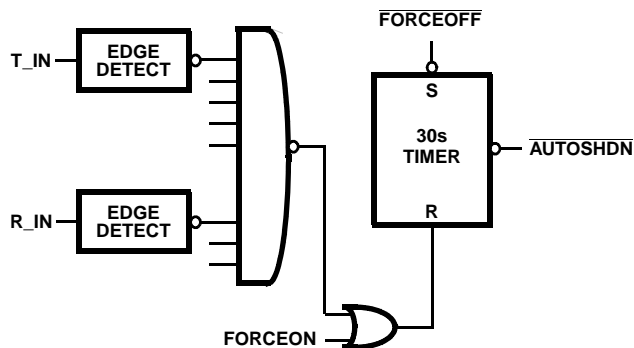 FORCEOFF
T_IN
EDGE
DETECT
S
30s
TIMER
AUTOSHDN
R_IN
EDGE
DETECT
R
FORCEON